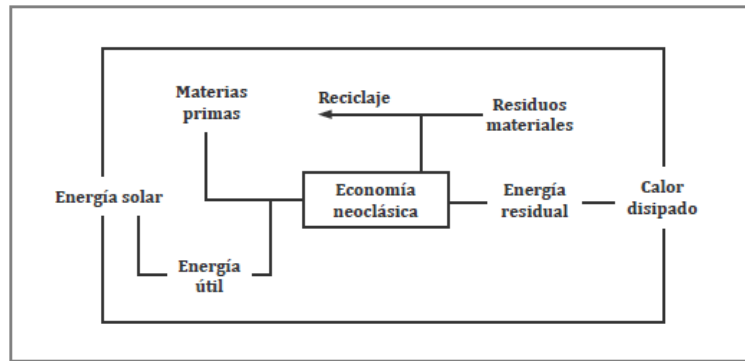 Materias
primas
Reciclaje
Residuos
materiales
Energía solar
Economía
neoclásica
Energía
residual
Calor
disipado
Energía
útil